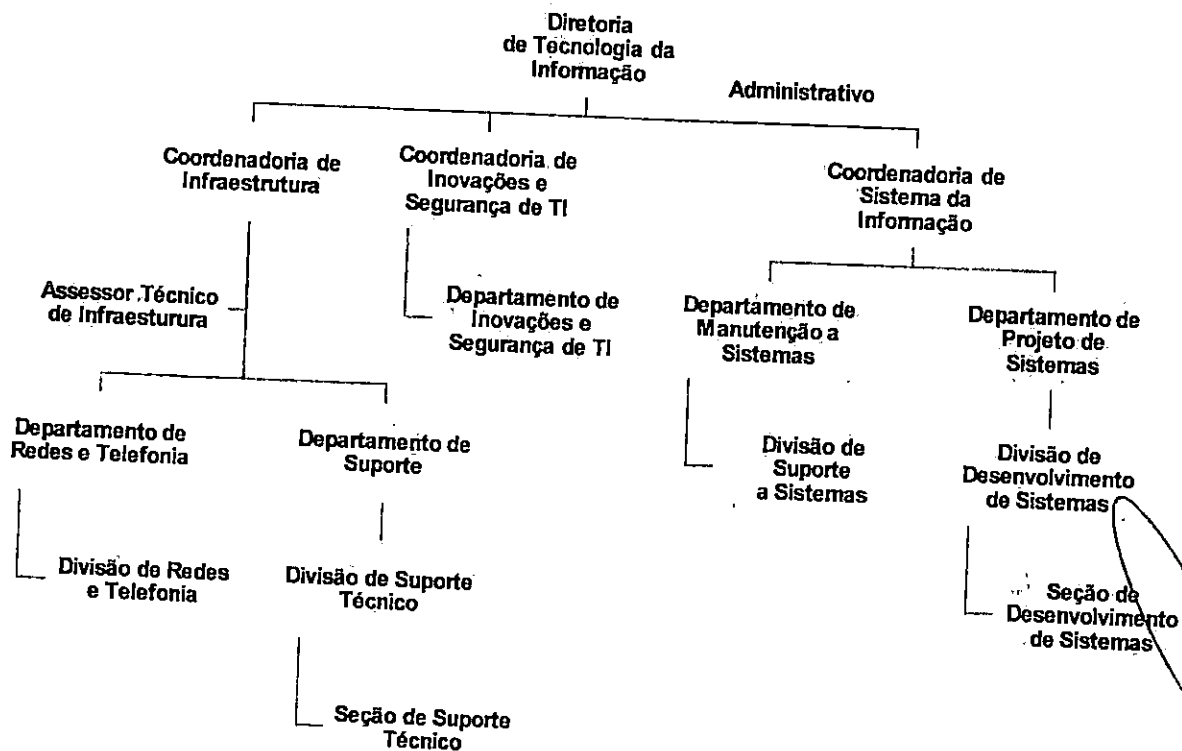 Diretoria
de Tecnologia da
Informação
Administrativo
Coordenadoria de
Infraestrutura
Coordenadoria de
Inovações e
Segurança de TI
Coordenadoria de
Sistema da
Informação
Assessor Técnico
de Infraesturura
Departamento de
Inovações e
Segurança de TI
Departamento de
Manutenção a
Sistemas
Departamento de
Projeto de
Sistemas
Departamento de
Redes e Telefonia
Departamento de
Suporte
Divisão de
Suporte
a Sistemas
Divisão de
Desenvolvimento
de Sistemas
Divisão de Redes
e Telefonia
Divisão de Suporte
Técnico
Seção de
Desenvolvimento
de Sistemas
Seção de Suporte
Técnico